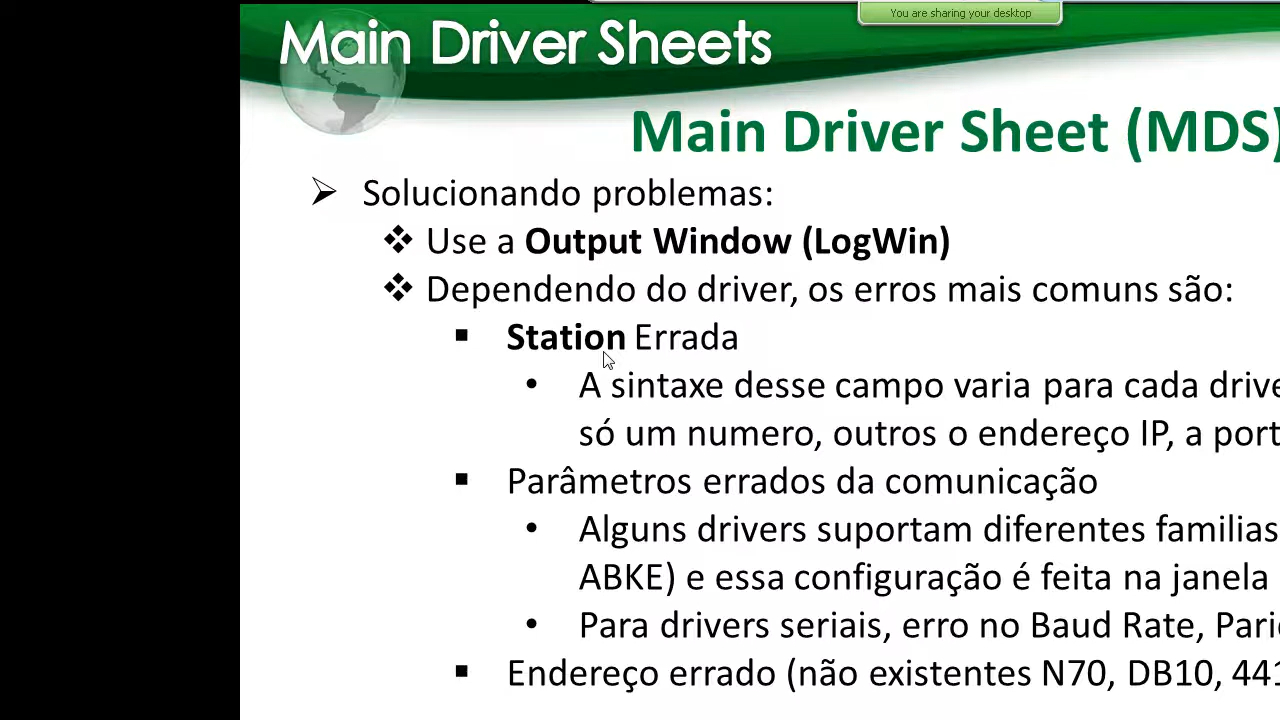 You are sharing your desktop
Main Driver Sheets
Main Driver Sheet (MDS)
Solucionando problemas:
Use a Output Window (LogWin)
Dependendo do driver, os erros mais comuns são:
Station Errada
A sintaxe desse campo varia para cada drive
só um numero, outros o endereço IP, a port
Parâmetros errados da comunicação
Alguns drivers suportam diferentes familias
ABKE) e essa configuração é feita na janela
Para drivers seriais, erro no Baud Rate, Pari
Endereço errado (não existentes N70, DB10, 441